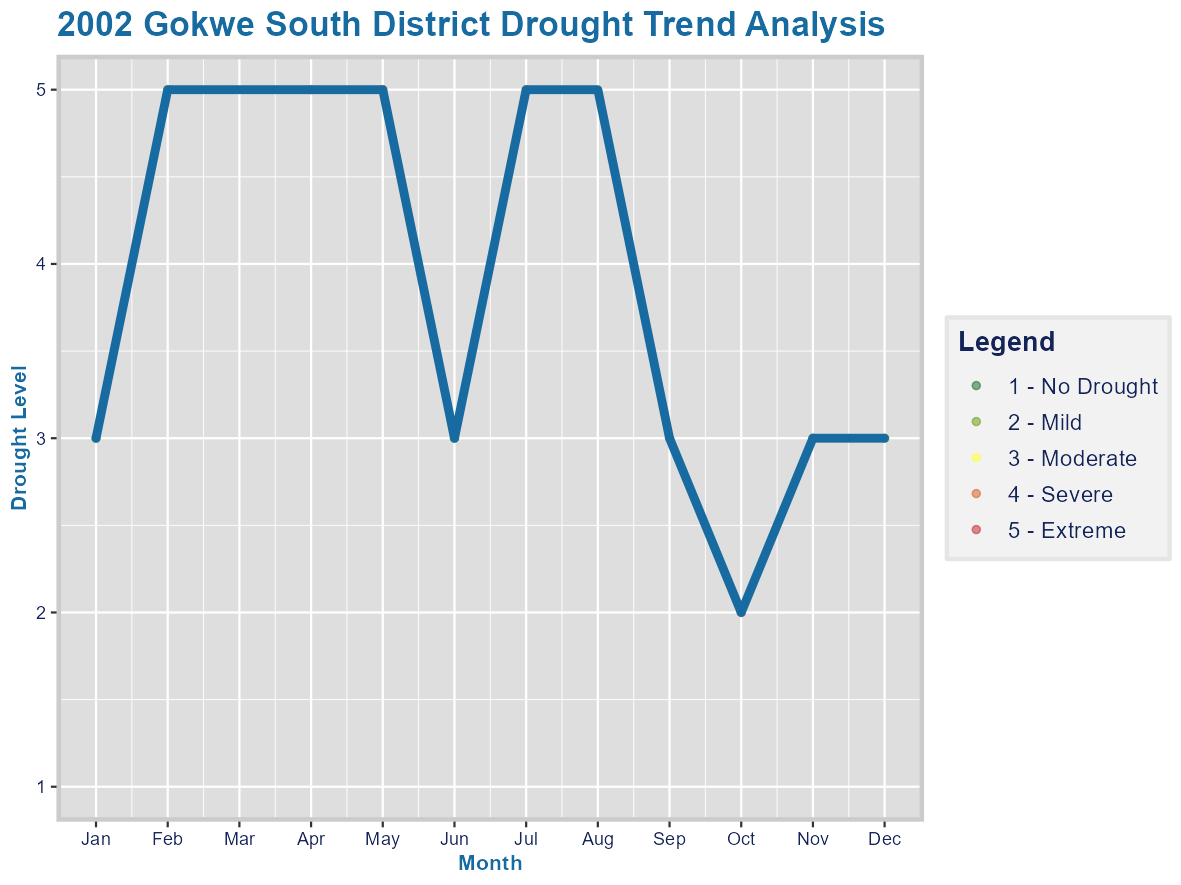 2002 Gokwe South District Drought Trend Analysis
Drought Level
5
4
3
2
1
Jan Feb Mar Apr May Jun Jul Aug Sep Oct Nov Dec
Month
Legend
1 - No Drought
2 - Mild
3 - Moderate
4 - Severe
5 - Extreme